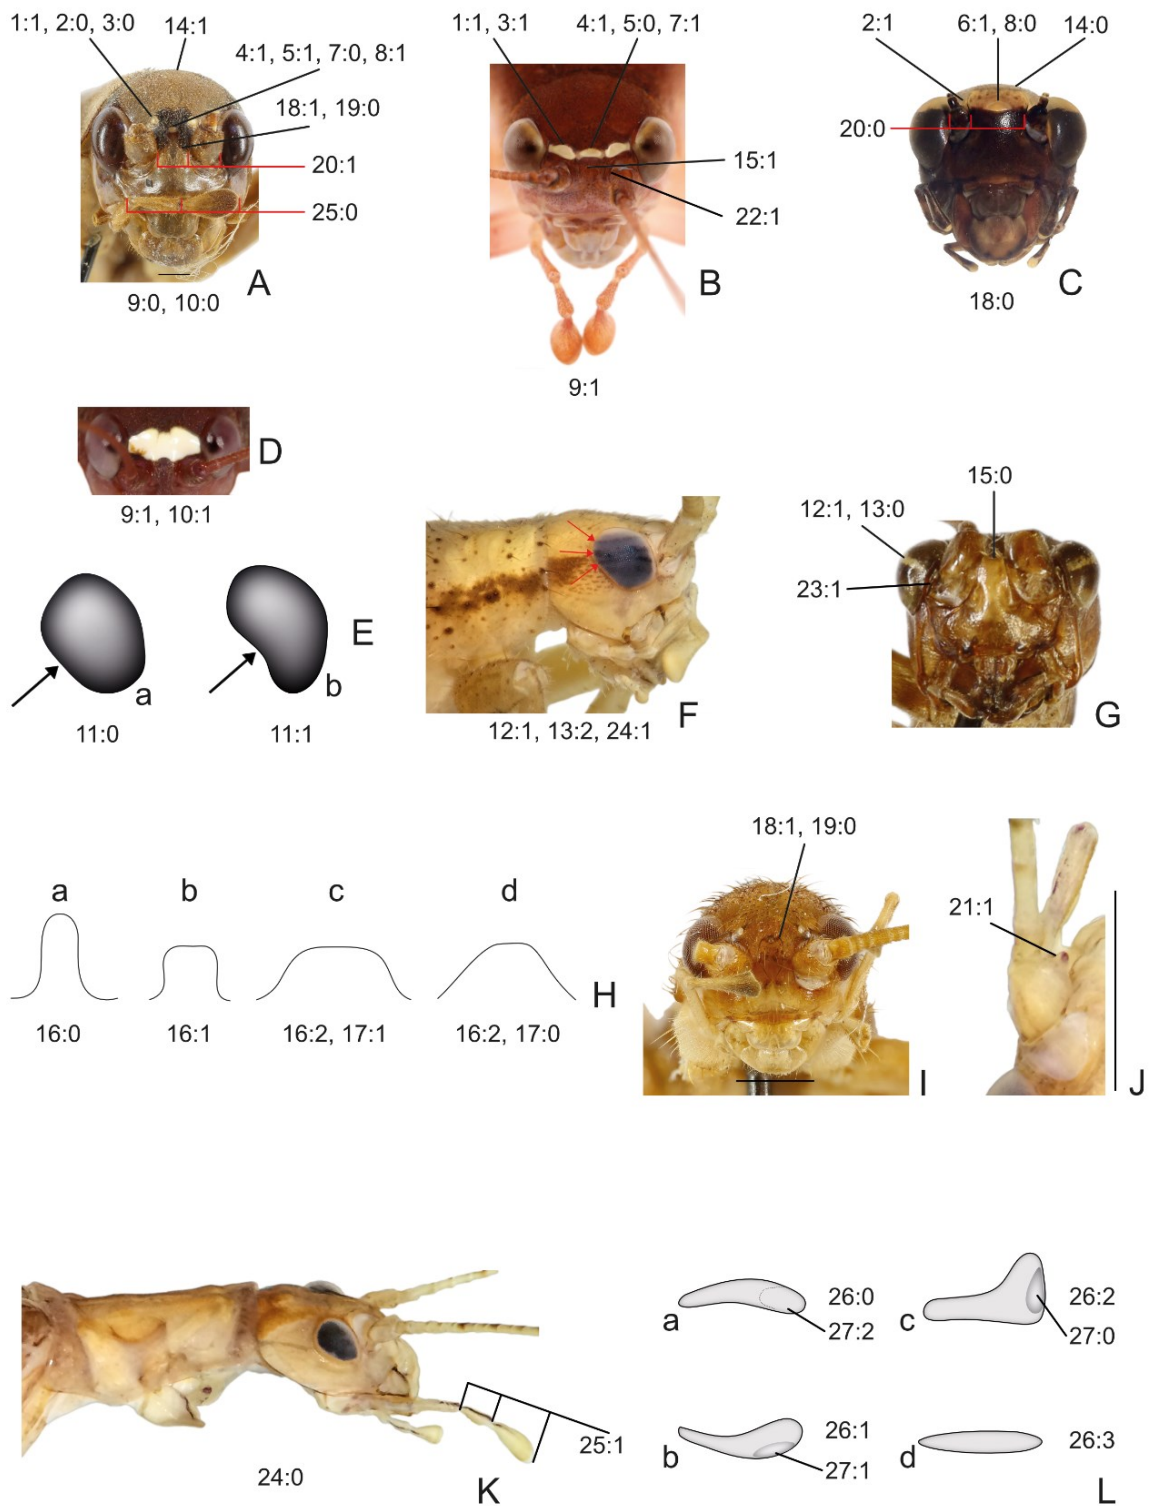 1:1, 2:0, 3:0
14:1
4:1, 5:1, 7:0, 8:1
18:1, 19:0
20:1
25:0
A
9:0, 10:0
1:1, 3:1
4:1, 5:0, 7:1
15:1
22:1
B
9:1
2:1
6:1, 8:0
14:0
20:0
C
18:0
D
9:1, 10:1
E
a
11:0
b
11:1
F
12:1, 13:2, 24:1
15:0
12:1, 13:0
23:1
G
a
b
c
d
H
16:0
16:1
16:2, 17:1
16:2, 17:0
18:1, 19:0
I
21:1
J
25:1
24:0
K
a
26:0
27:2
c
26:2
27:0
b
26:1
27:1
d
26:3
L